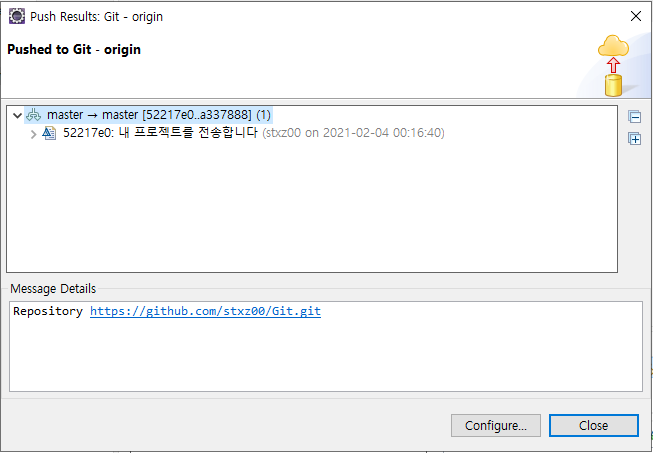 Push Results: Git - origin
Pushed to Git - origin
master → master [52217e0..a337888] (1)
52217e0: 내 프로젝트를 전송합니다 (stxz00 on 2021-02-04 00:16:40)
Message Details
Repository https://github.com/stxz00/Git.git
Configure...
Close